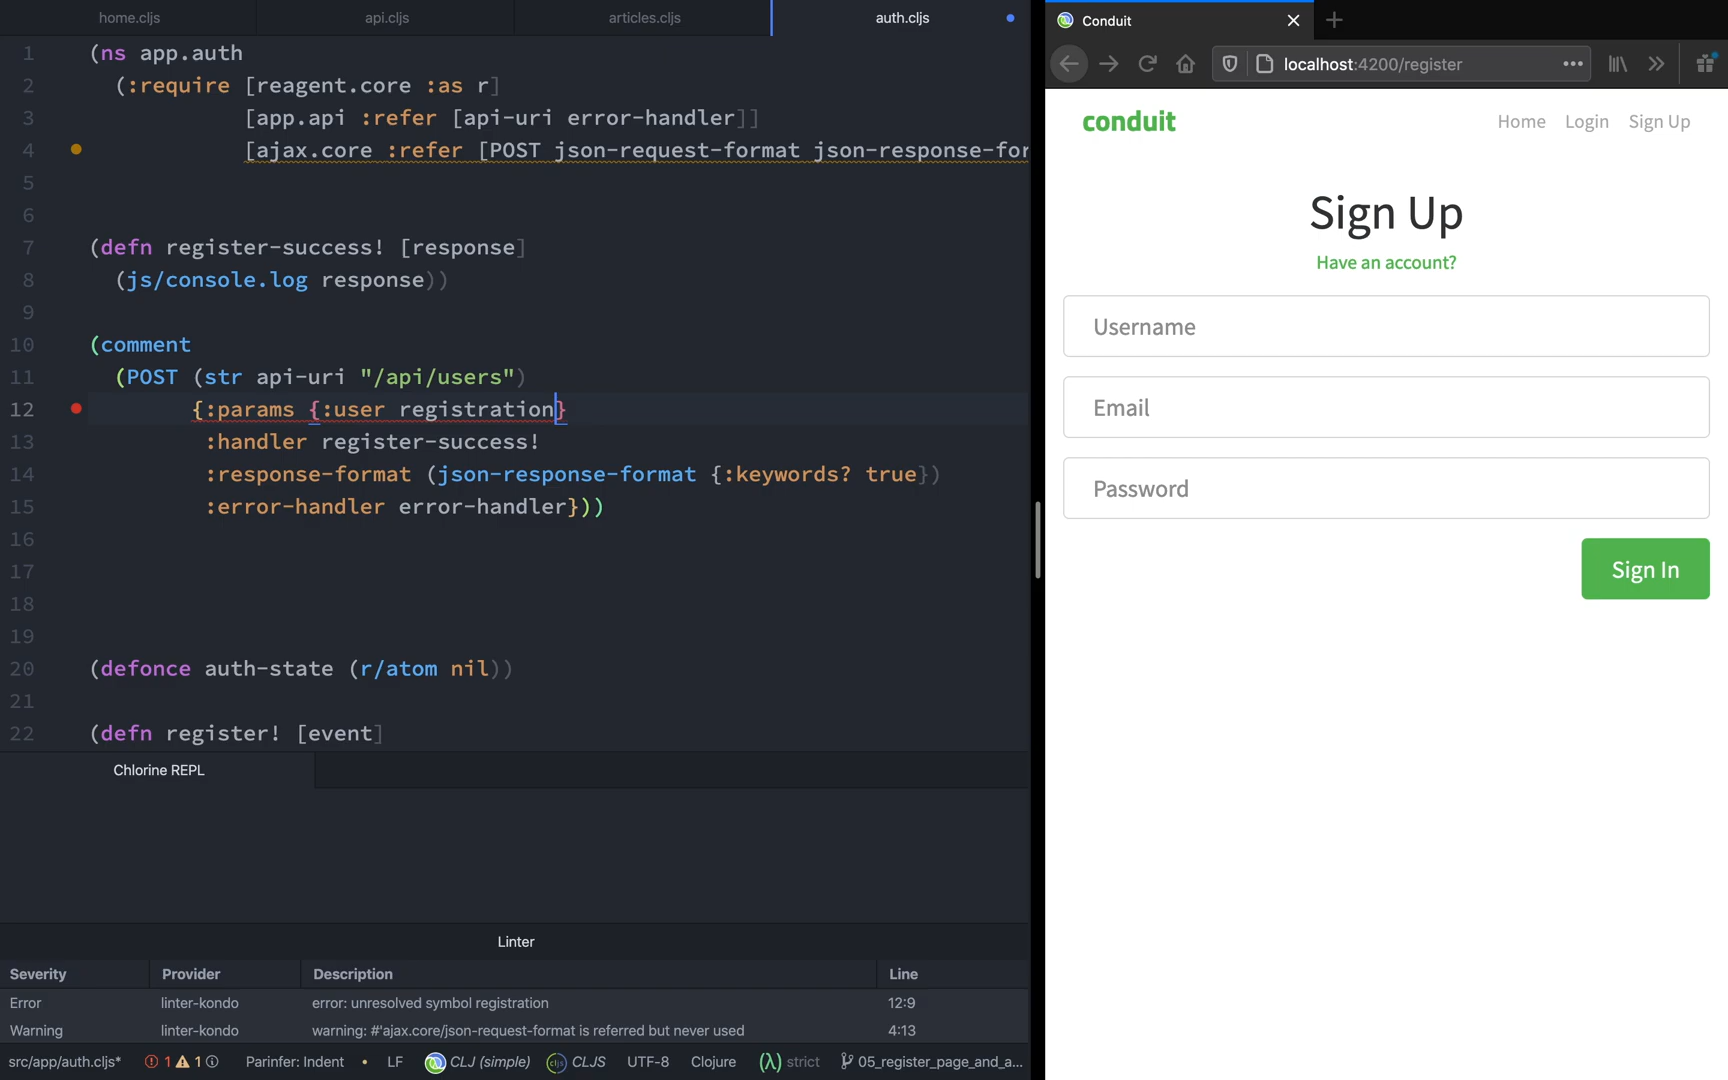 home.cljs
api.cljs
articles.cljs
auth.cljs
1 (ns app.auth
2 (:require [reagent.core :as r]
3 [app.api :refer [api-uri error-handler]]
4 [ajax.core :refer [POST json-request-format json-response-for
5
6
7 (defn register-success! [response]
8 (js/console.log response))
9
10 (comment
11 (POST (str api-uri "/api/users")
12 {:params {:user registration}
13 :handler register-success!
14 :response-format (json-response-format {:keywords? true})
15 :error-handler error-handler}))
16
17
18
19
20 (defonce auth-state (r/atom nil))
21
22 (defn register! [event]
Chlorine REPL
Linter
Severity Provider Description Line
Error linter-kondo error: unresolved symbol registration 12:9
Warning linter-kondo warning: #'ajax.core/json-request-format is referred but never used 4:13
src/app/auth.cljs* 1 1 Parinfer: Indent • LF CLJ (simple) cljs CLJS UTF-8 Clojure (λ) strict 05_register_page_and_a...
Conduit
localhost:4200/register
conduit Home Login Sign Up
Sign Up
Have an account?
Username
Email
Password
Sign In